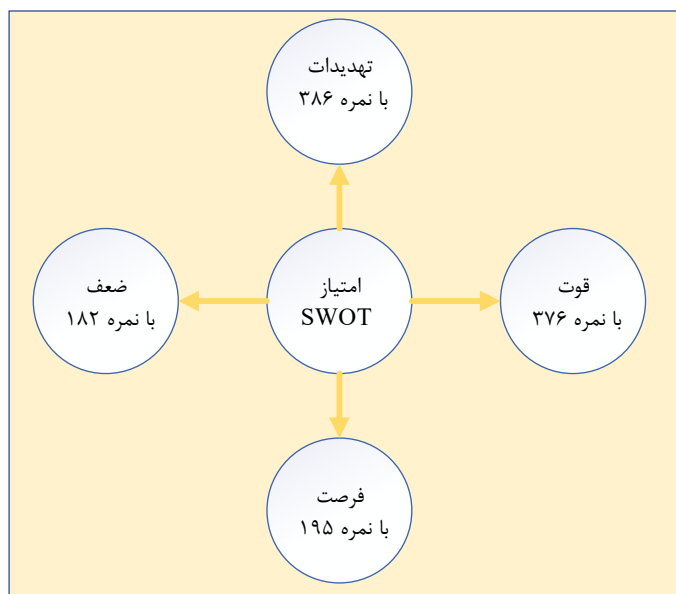 تهدیدات
با نمره ۳۸۶
ضعف
با نمره ۱۸۲
امتیاز
SWOT
قوت
با نمره ۳۷۶
فرصت
با نمره ۱۹۵